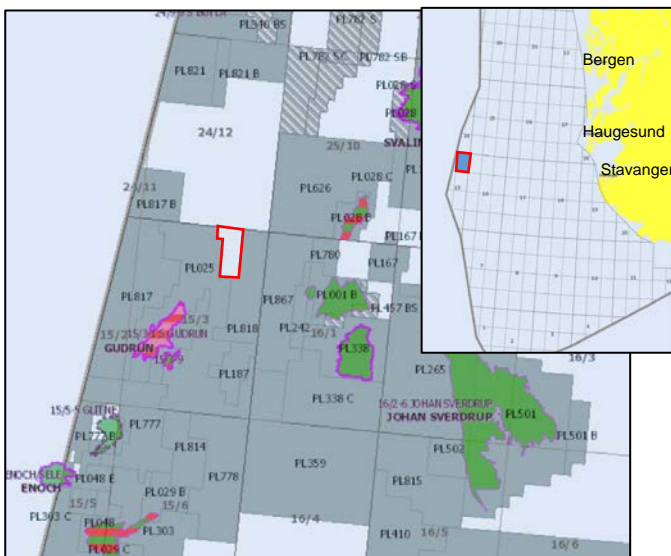 PL340 BS
PL782 S
PL782 SC
PL782 SB
PL821
PL821 B
PL028 S
PL028
24/12
SVALIN
25/10
PL028 C
24/11
PL626
PL817 B
PL028 B
PL167
PL780
PL025
PL817
PL001 B
PL867
PL457 BS
15/3
PL818
PL242
16/1
15/2
GUDRUN
PL338
16/3
PL265
PL187
16/2-6 JOHAN SVERDRUP
JOHAN SVERDRUP
PL501
PL338 C
PL777
PL501 B
PL814
PL502
PL048 E
PL778
PL359
PL815
ENOCH
PL029 B
15/5
15/6
PL303 C
PL048
PL303
16/4
16/5
PL410
PL029 C
16/6
Bergen
Haugesund
Stavanger